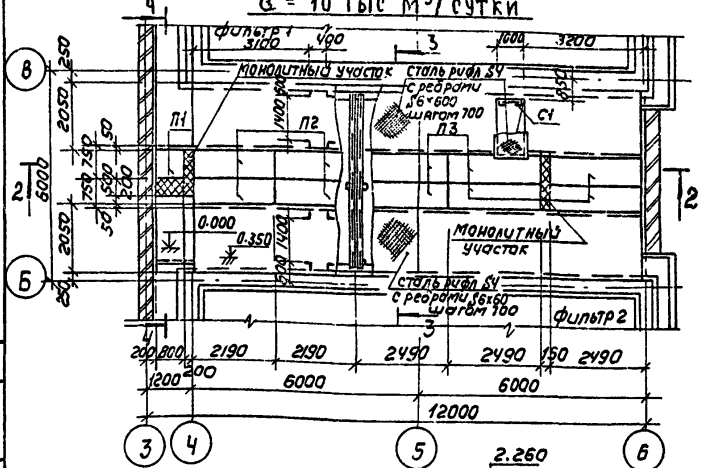 Q = 10 тыс м³/сутки
4
фильтр 1
3100
400
3
1600
3200
В
250
монолитный участок
сталь рифл S4
с ребрами
S6×600
шагом 700
С1
2050
1400
600
П1
П2
П3
50
750
500
200
750
50
6000
2
2
2050
0.000
0.350
1400
монолитный
участок
Б
250
сталь рифл S4
с ребрами S6х60
шагом 700
фильтр 2
4
3
200
800
2190
2190
2490
2490
150
2490
200
1200
6000
6000
12000
3
4
5
6
2.260